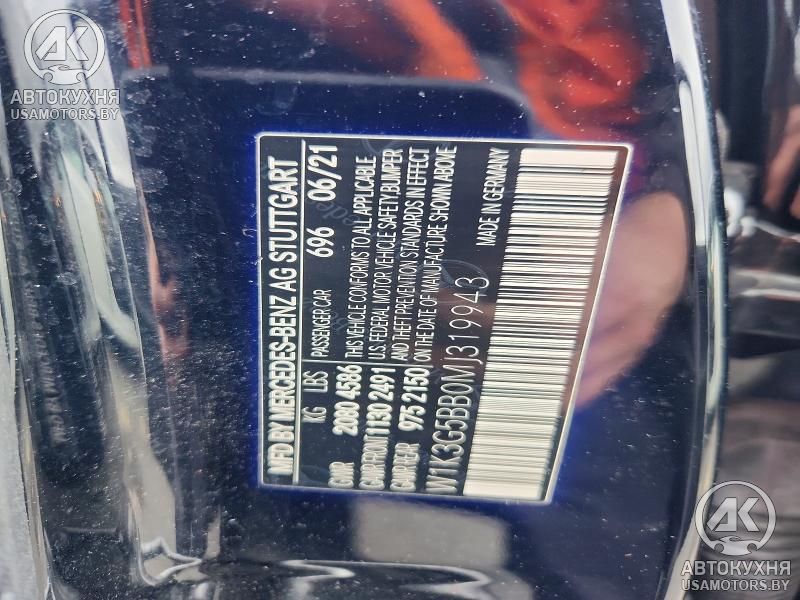 АВТОКУХНЯ
USAMOTORS.BY
MFD BY MERCEDES-BENZ AG STUTTGART
KG LBS PASSENGER CAR 696 06/21
GVWR 2080 4586 THIS VEHICLE CONFORMS TO ALL APPLICABLE
GAWR FRONT 1130 2491 U.S. FEDERAL MOTOR VEHICLE SAFETY BUMPER
GAWR REAR 975 2150 AND THEFT PREVENTION STANDARDS IN EFFECT
ON THE DATE OF MANUFACTURE SHOWN ABOVE
W1K3G5BB0MJ319943 MADE IN GERMANY
АВТОКУХНЯ
USAMOTORS.BY